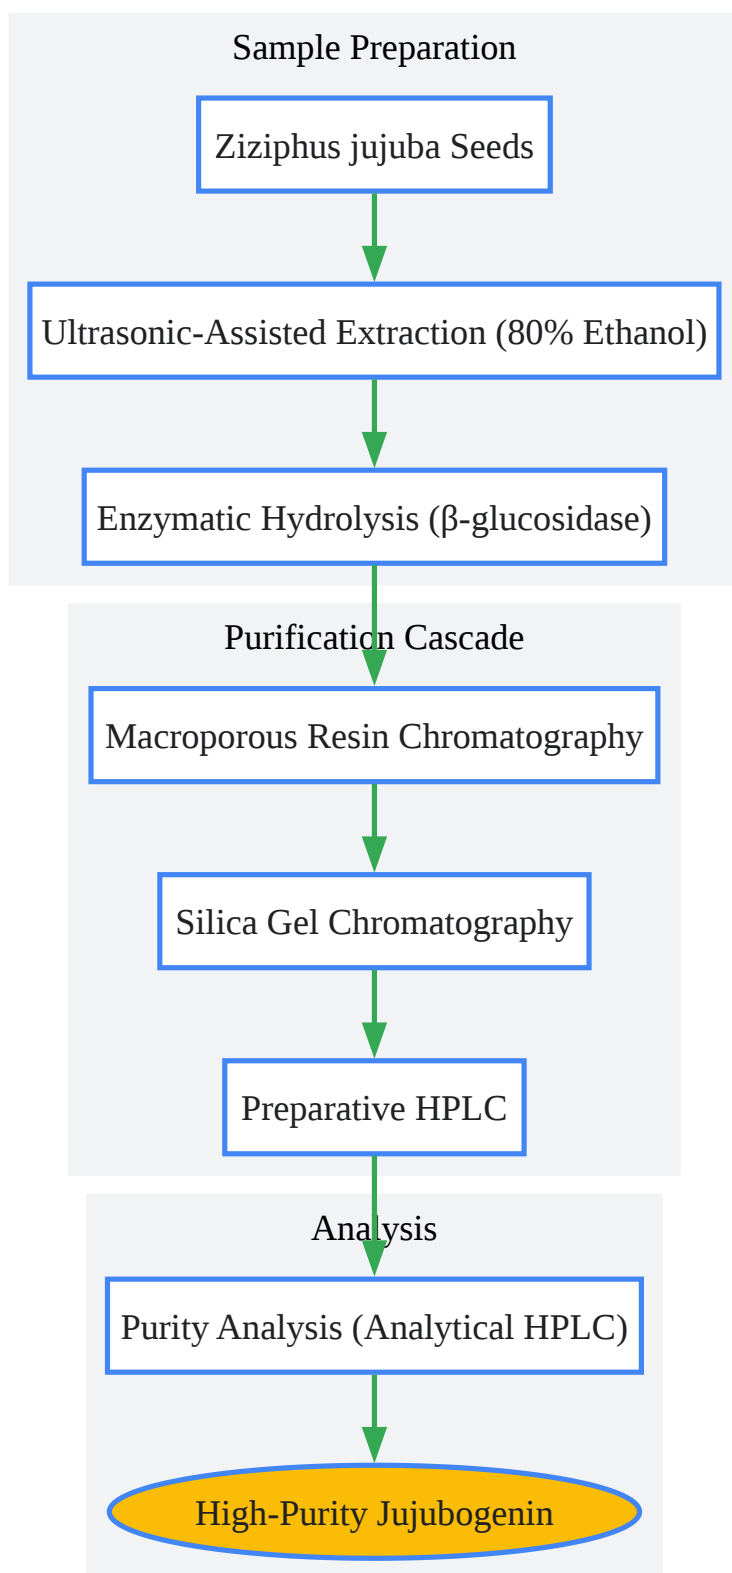 Sample Preparation
Ziziphus jujuba Seeds
Ultrasonic-Assisted Extraction (80% Ethanol)
Enzymatic Hydrolysis (β-glucosidase)
Purification Cascade
Macroporous Resin Chromatography
Silica Gel Chromatography
Preparative HPLC
Analysis
Purity Analysis (Analytical HPLC)
High-Purity Jujubogenin